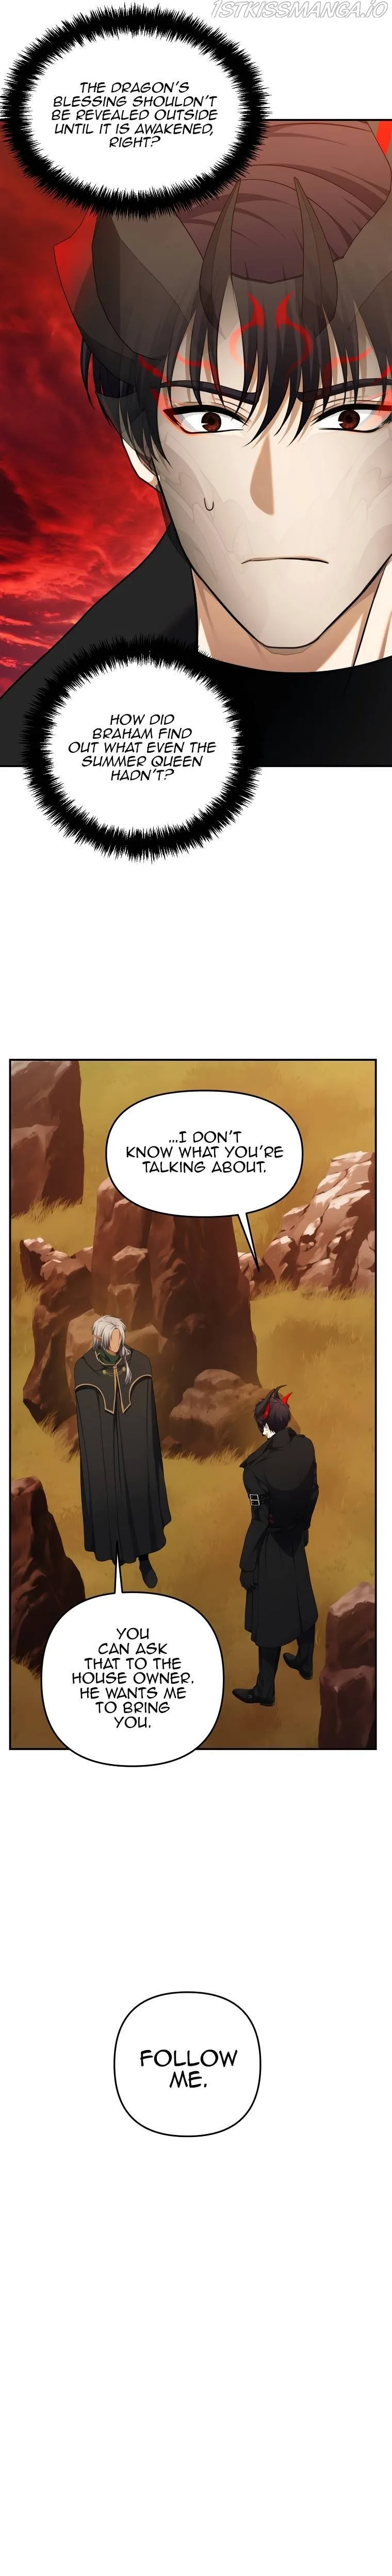 1STKISSMANGA.IO
THE DRAGON'S
BLESSING SHOULDN'T
BE REVEALED OUTSIDE
UNTIL IT IS AWAKENED,
RIGHT?
HOW DID
BRAHAM FIND
OUT WHAT EVEN THE
SUMMER QUEEN
HADN'T?
...I DON'T
KNOW WHAT YOU'RE
TALKING ABOUT.
YOU
CAN ASK
THAT TO THE
HOUSE OWNER.
HE WANTS ME
TO BRING
YOU.
FOLLOW
ME.